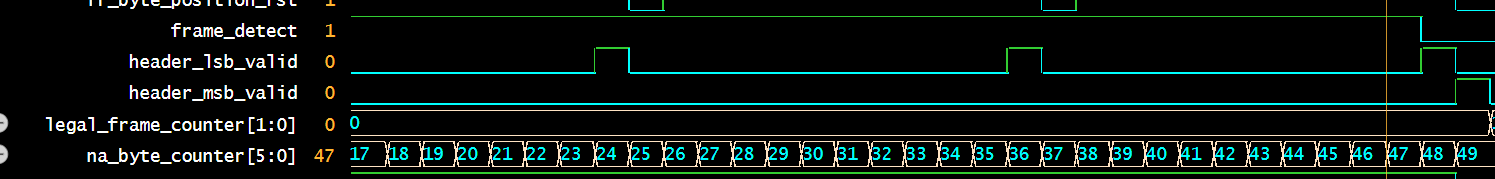 fr_byte_position_rst 1
frame_detect 1
header_lsb_valid 0
header_msb_valid 0
legal_frame_counter[1:0] 0 0
na_byte_counter[5:0] 47 17 18 19 20 21 22 23 24 25 26 27 28 29 30 31 32 33 34 35 36 37 38 39 40 41 42 43 44 45 46 47 48 49